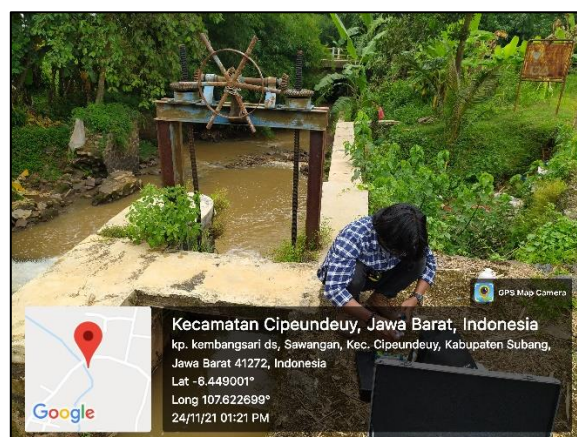 GPS Map Camera
Kecamatan Cipeundeuy, Jawa Barat, Indonesia
kp. kembangsari ds, Sawangan, Kec. Cipeundeuy, Kabupaten Subang,
Jawa Barat 41272, Indonesia
Lat -6.449001°
Long 107.622699°
24/11/21 01:21 PM
Google